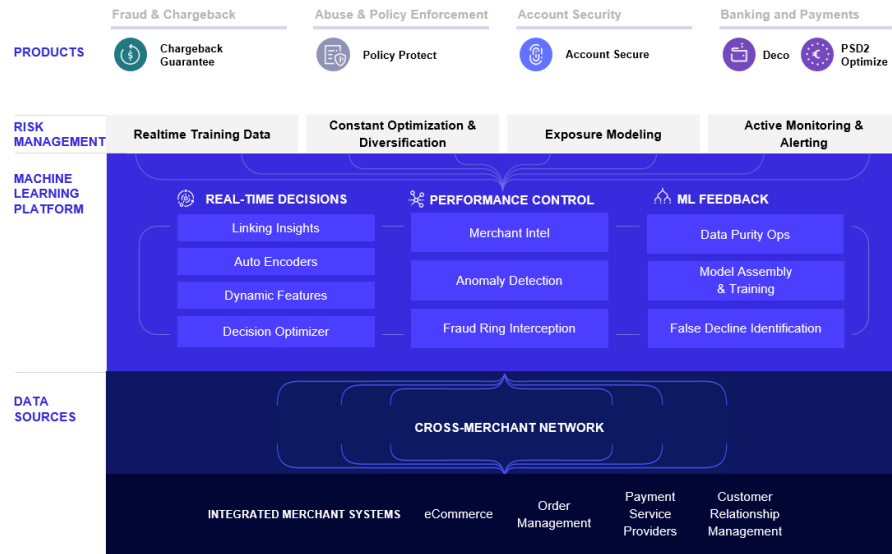 Fraud & Chargeback
Abuse & Policy Enforcement
Account Security
Banking and Payments
PRODUCTS
Chargeback
Guarantee
Policy Protect
Account Secure
Deco
PSD2
Optimize
RISK
MANAGEMENT
Realtime Training Data
Constant Optimization &
Diversification
Exposure Modeling
Active Monitoring &
Alerting
MACHINE
LEARNING
PLATFORM
REAL-TIME DECISIONS
Linking Insights
Auto Encoders
Dynamic Features
Decision Optimizer
PERFORMANCE CONTROL
Merchant Intel
Anomaly Detection
Fraud Ring Interception
ML FEEDBACK
Data Purity Ops
Model Assembly
& Training
False Decline Identification
DATA
SOURCES
CROSS-MERCHANT NETWORK
INTEGRATED MERCHANT SYSTEMS
eCommerce
Order
Management
Payment
Service
Providers
Customer
Relationship
Management